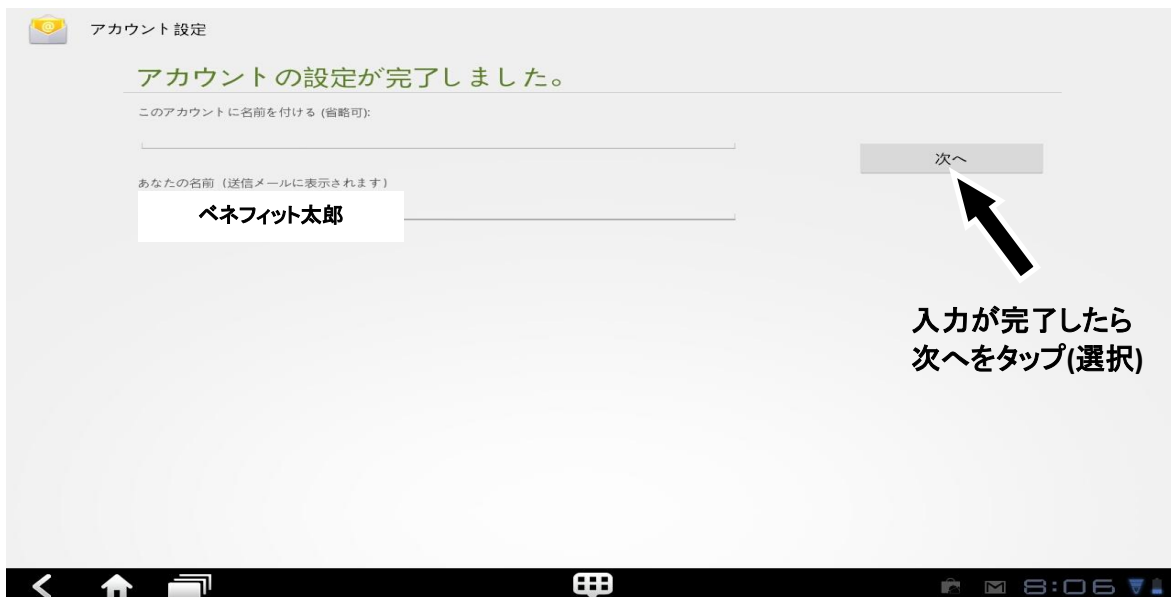 アカウント設定
アカウントの設定が完了しました。
このアカウントに名前を付ける (省略可):
次へ
あなたの名前（送信メールに表示されます）
ベネフィット太郎
入力が完了したら
次へをタップ(選択)
8:06